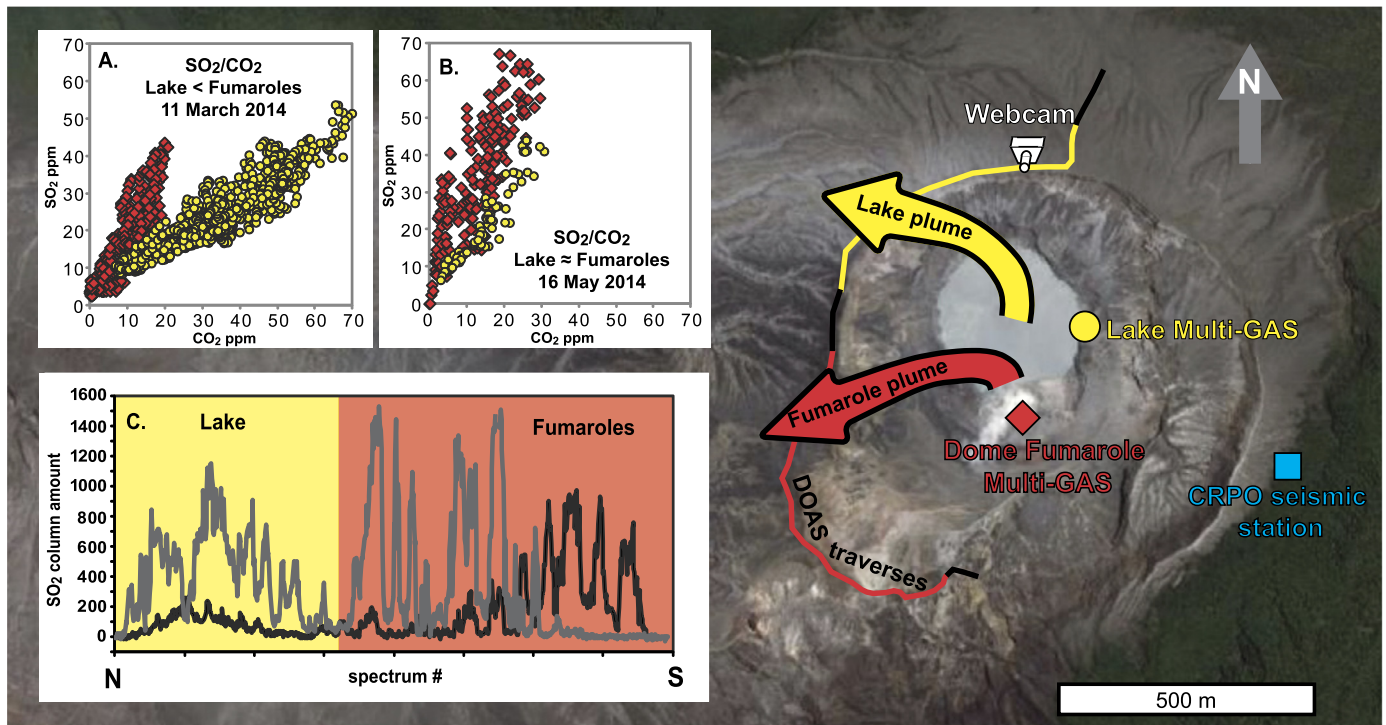 A.
SO₂/CO₂
Lake < Fumaroles
11 March 2014
70
60
50
40
30
20
10
0
SO₂ ppm
0 10 20 30 40 50 60 70
CO₂ ppm
B.
SO₂/CO₂
Lake ≈ Fumaroles
16 May 2014
70
60
50
40
30
20
10
0
SO₂ ppm
0 10 20 30 40 50 60 70
CO₂ ppm
C.
Lake
Fumaroles
1600
1400
1200
1000
800
600
400
200
0
SO₂ column amount
N
spectrum #
S
N
Webcam
Lake plume
Lake Multi-GAS
Fumarole plume
Dome Fumarole
Multi-GAS
CRPO seismic
station
DOAS traverses
500 m